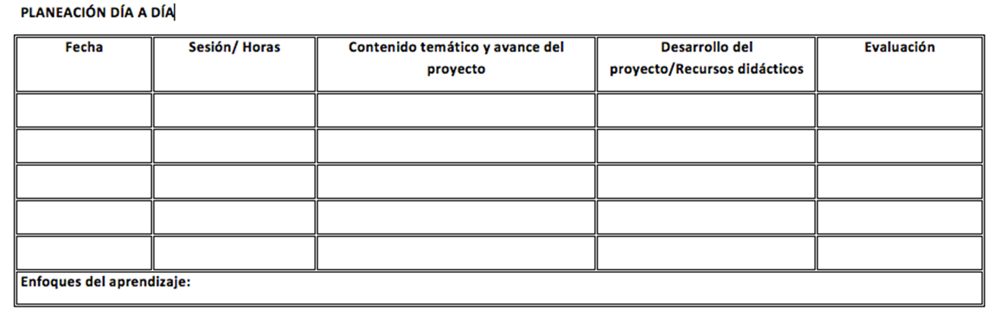 PLANEACIÓN DÍA A DÍA
Fecha
Sesión/ Horas
Contenido temático y avance del
proyecto
Desarrollo del
proyecto/Recursos didácticos
Evaluación
Enfoques del aprendizaje: